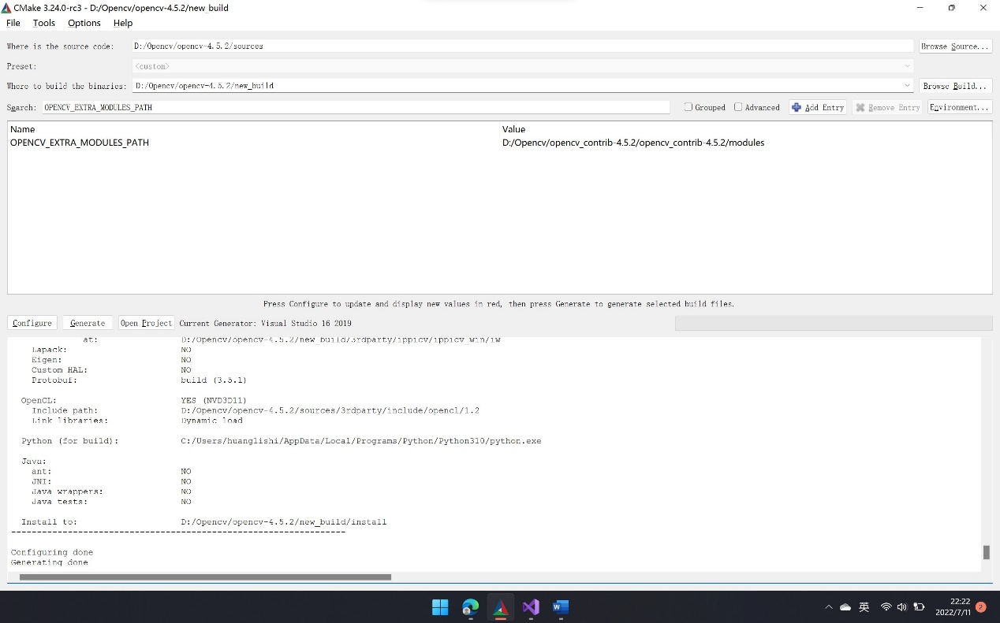 CMake 3.24.0-rc3 - D:/Opencv/opencv-4.5.2/new_build
File Tools Options Help
Where is the source code: D:/Opencv/opencv-4.5.2/sources Browse Source...
Preset: <custom>
Where to build the binaries: D:/Opencv/opencv-4.5.2/new_build Browse Build...
Search: OPENCV_EXTRA_MODULES_PATH Grouped Advanced Add Entry Remove Entry Environment...
Name Value
OPENCV_EXTRA_MODULES_PATH D:/Opencv/opencv_contrib-4.5.2/opencv_contrib-4.5.2/modules
Press Configure to update and display new values in red, then press Generate to generate selected build files.
Configure Generate Open Project Current Generator: Visual Studio 16 2019
at: D:/Opencv/opencv-4.5.2/new_build/3rdparty/ippicv/ippicv_win/iw
Lapack: NO
Eigen: NO
Custom HAL: NO
Protobuf: build (3.5.1)
OpenCL: YES (NVD3D11)
Include path: D:/Opencv/opencv-4.5.2/sources/3rdparty/include/opencl/1.2
Link libraries: Dynamic load
Python (for build): C:/Users/huanglishi/AppData/Local/Programs/Python/Python310/python.exe
Java:
ant: NO
JNI: NO
Java wrappers: NO
Java tests: NO
Install to: D:/Opencv/opencv-4.5.2/new_build/install
-----------------------------------------------------------------
Configuring done
Generating done
英 22:22
2022/7/11 2